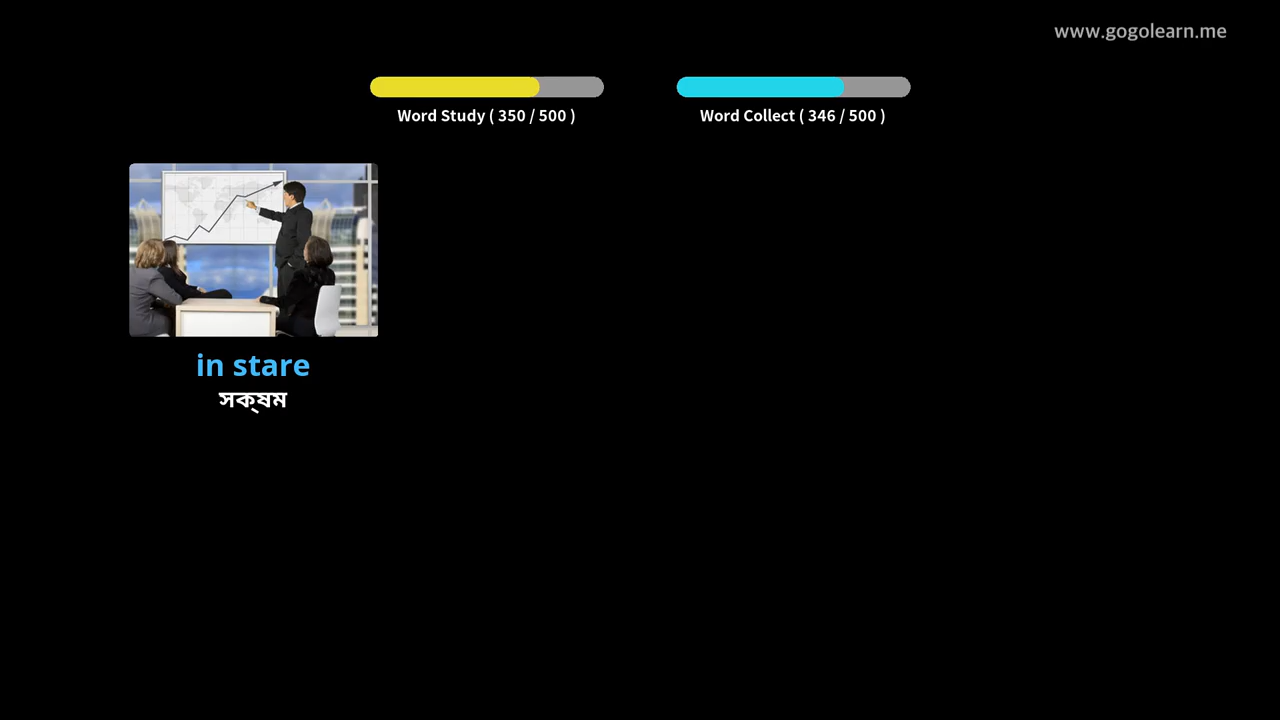 www.gogolearn.me
Word Study ( 350 / 500 )
Word Collect ( 346 / 500 )
in stare
সক্ষম